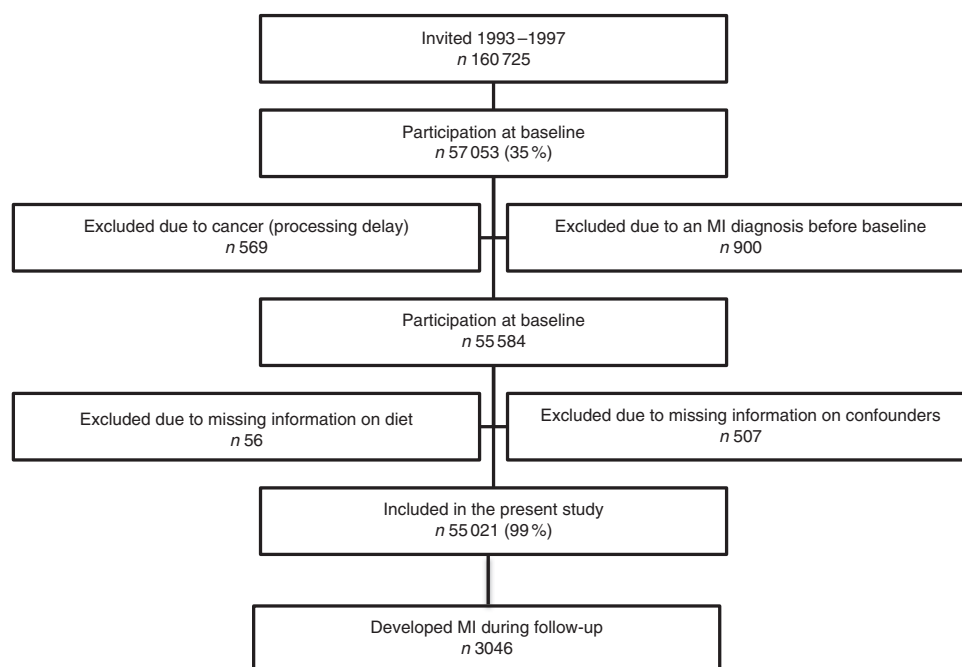 Invited 1993–1997
n 160 725
Participation at baseline
n 57 053 (35 %)
Excluded due to cancer (processing delay)
n 569
Excluded due to an MI diagnosis before baseline
n 900
Participation at baseline
n 55 584
Excluded due to missing information on diet
n 56
Excluded due to missing information on confounders
n 507
Included in the present study
n 55 021 (99 %)
Developed MI during follow-up
n 3046